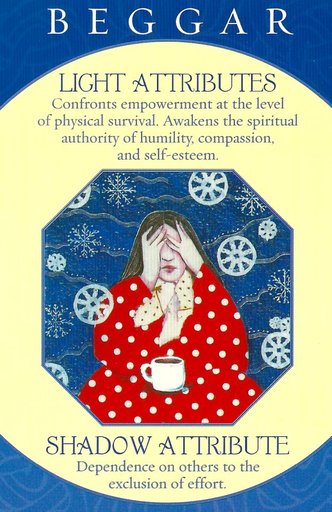 BEGGAR
LIGHT ATTRIBUTES
Confronts empowerment at the level
of physical survival. Awakens the spiritual
authority of humility, compassion,
and self-esteem.
SHADOW ATTRIBUTE
Dependence on others to the
exclusion of effort.